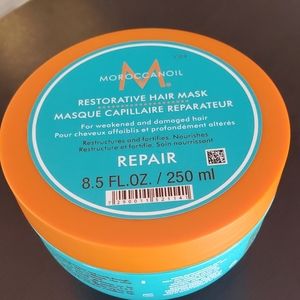 M
MOROCCANOIL
RESTORATIVE HAIR MASK
MASQUE CAPILLAIRE REPARATEUR
For weakened and damaged hair
Pour cheveux affaiblis et profondément altérés
Restructures and fortifies. Nourishes
Restructure et fortifie. Soin nourrissant
REPAIR
8.5 FL.OZ. / 250 ml